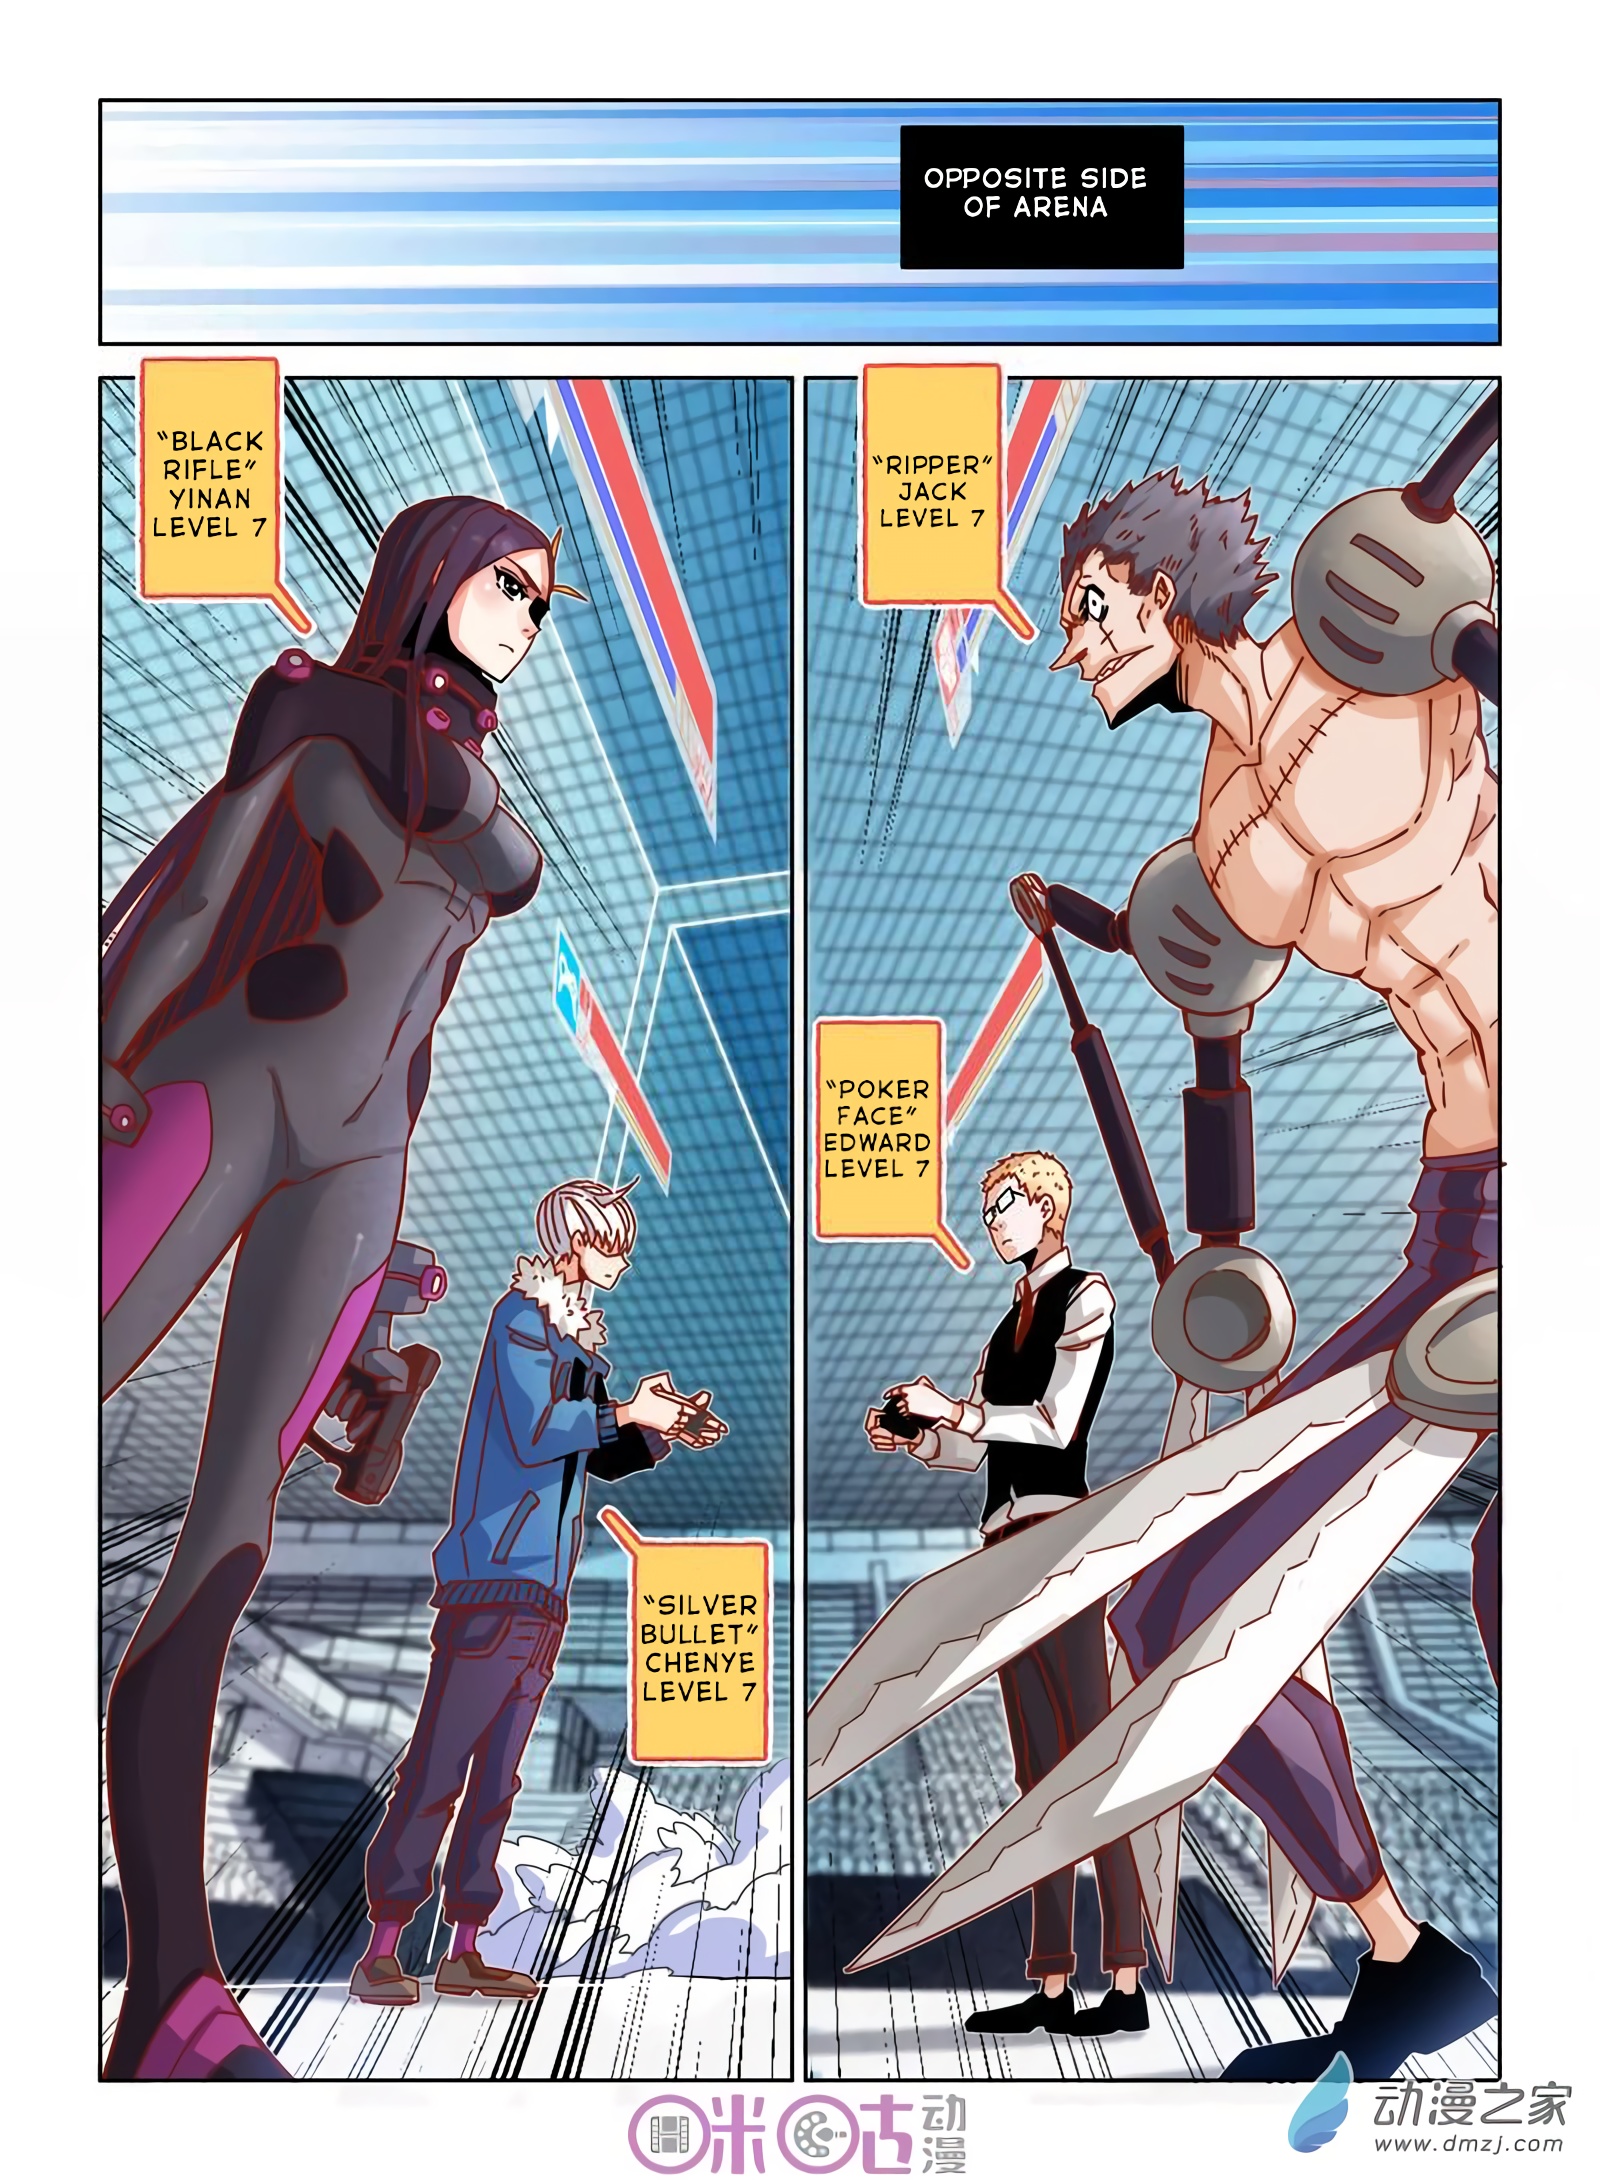 OPPOSITE SIDE
OF ARENA
"BLACK
RIFLE"
YINAN
LEVEL 7
"RIPPER"
JACK
LEVEL 7
"POKER
FACE"
EDWARD
LEVEL 7
"SILVER
BULLET"
CHENYE
LEVEL 7
咪咕动漫
动漫之家
www.dmzj.com